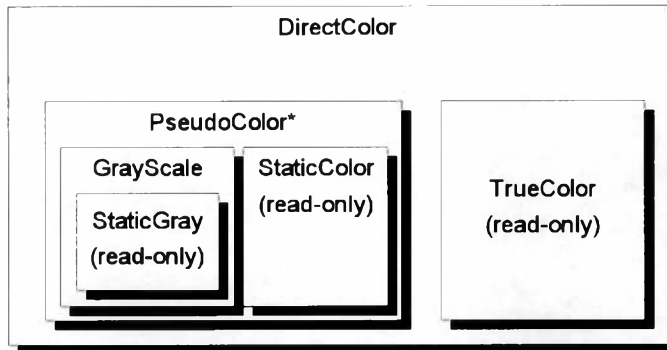 DirectColor
PseudoColor*
GrayScale
StaticGray
(read-only)
StaticColor
(read-only)
TrueColor
(read-only)